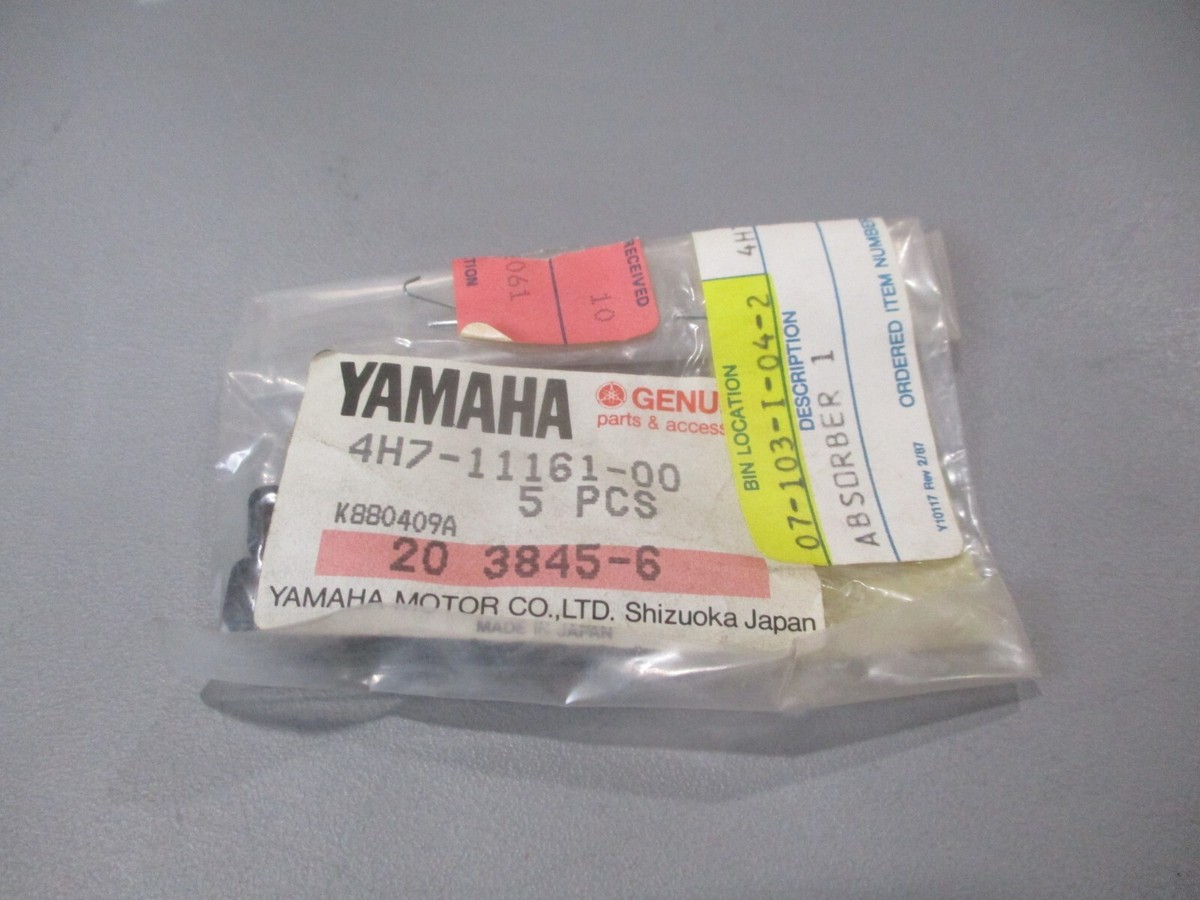 YAMAHA
GENU
parts & access
4H7-11161-00
5 PCS
K880409A
20 3845-6
YAMAHA MOTOR CO.,LTD. Shizuoka Japan
MADE IN JAPAN
RECEIVED
10
061
TION
4H
BIN LOCATION
07-103-I-04-2
DESCRIPTION
ABSORBER 1
ORDERED ITEM NUMBER
Y10117 Rev 2/87